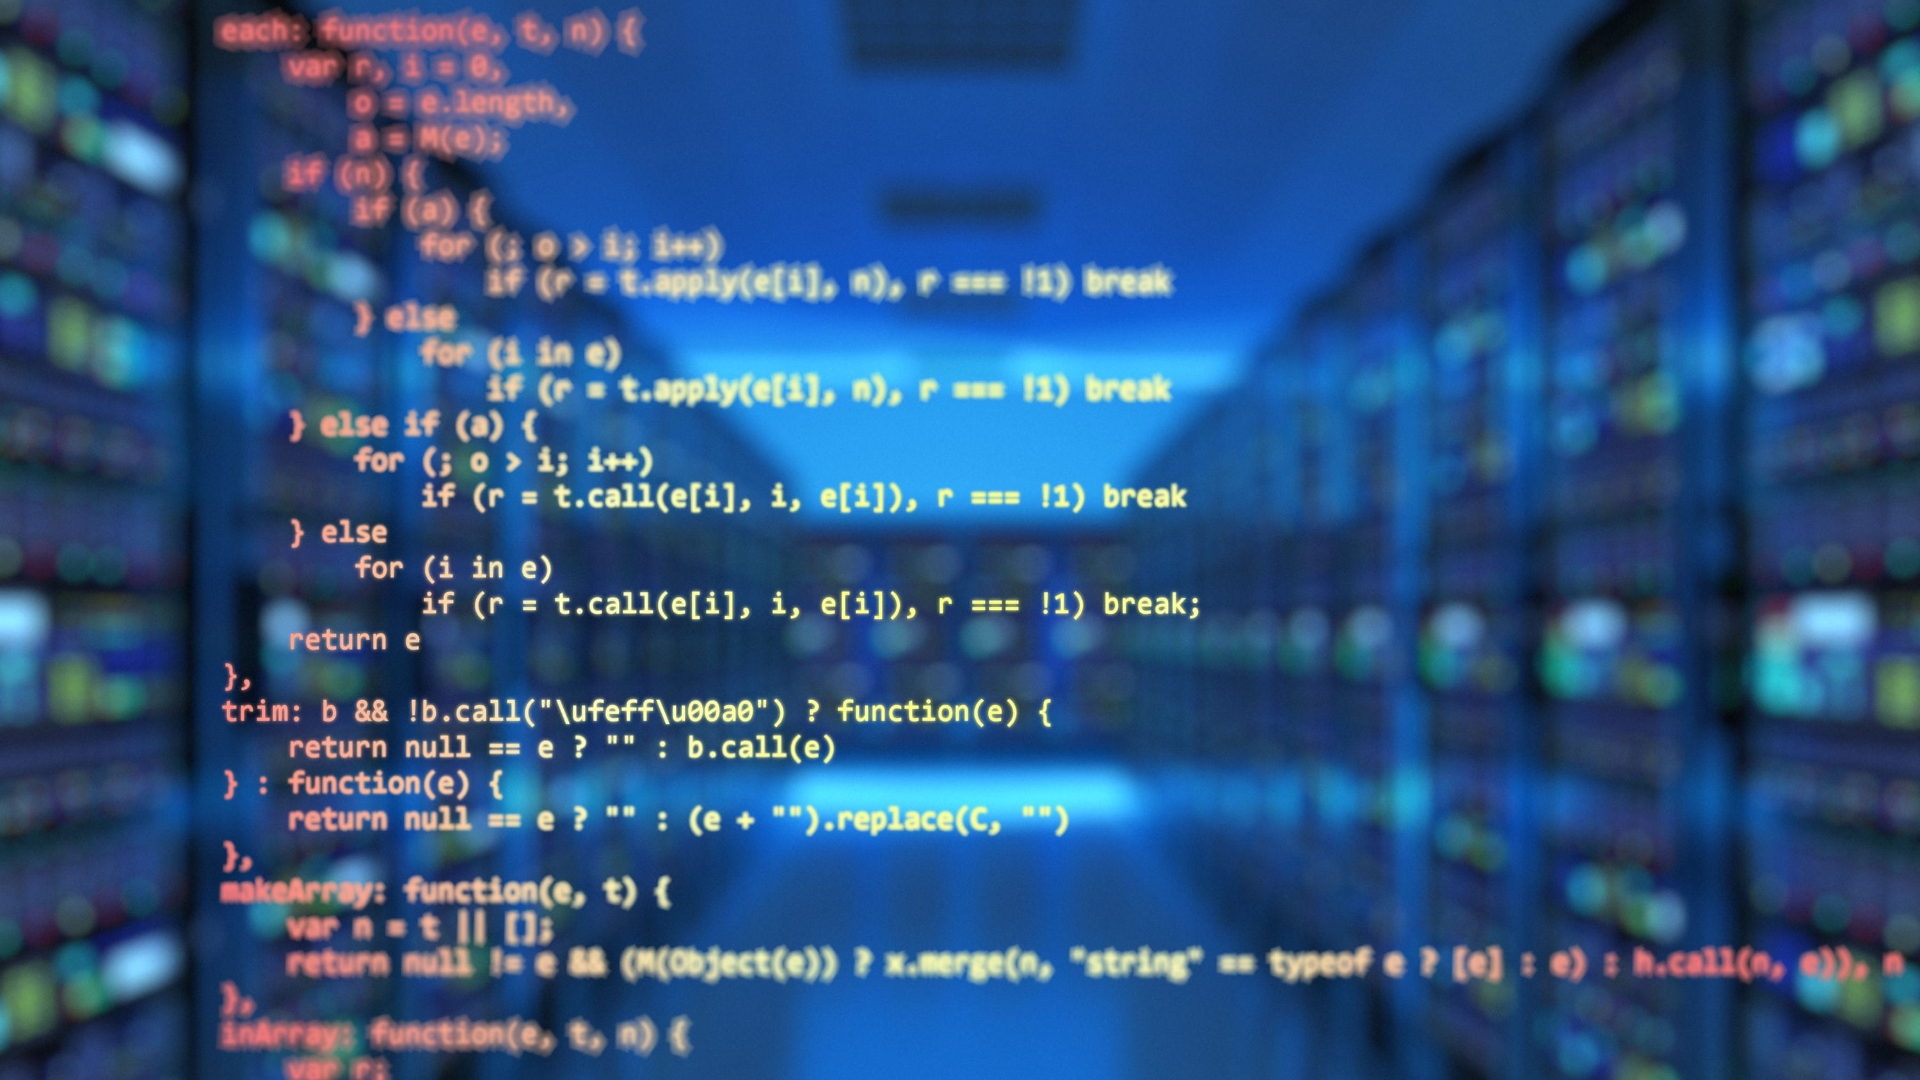 each: function(e, t, n) {
    var r, i = 0,
        o = e.length,
        a = M(e);
    if (n) {
        if (a) {
            for (; o > i; i++)
                if (r = t.apply(e[i], n), r === !1) break
        } else
            for (i in e)
                if (r = t.apply(e[i], n), r === !1) break
    } else if (a) {
        for (; o > i; i++)
            if (r = t.call(e[i], i, e[i]), r === !1) break
    } else
        for (i in e)
            if (r = t.call(e[i], i, e[i]), r === !1) break;
    return e
},
trim: b && !b.call("\ufeff\u00a0") ? function(e) {
    return null == e ? "" : b.call(e)
} : function(e) {
    return null == e ? "" : (e + "").replace(C, "")
},
makeArray: function(e, t) {
    var n = t || [];
    return null != e && (M(Object(e)) ? x.merge(n, "string" == typeof e ? [e] : e) : h.call(n, e)), n
},
inArray: function(e, t, n) {
    var r;